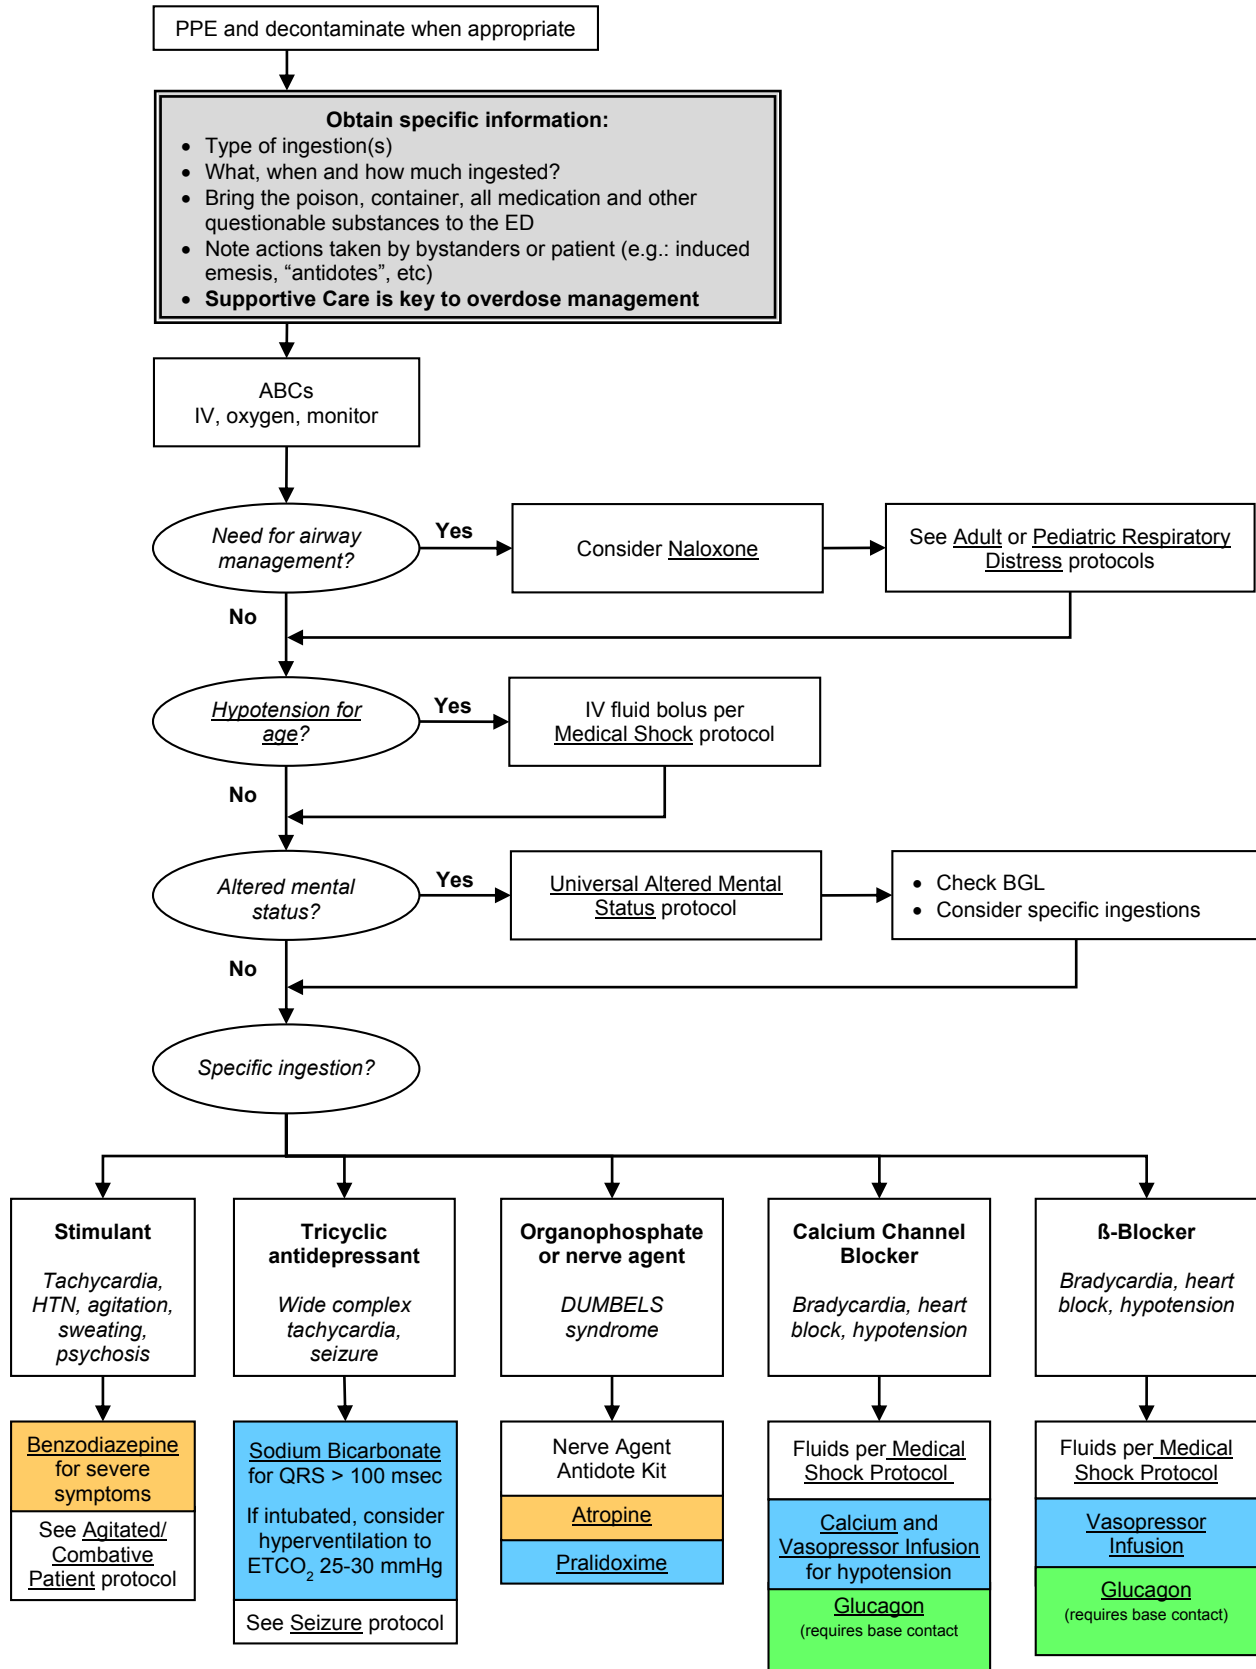 PPE and decontaminate when appropriate
Obtain specific information:
• Type of ingestion(s)
• What, when and how much ingested?
• Bring the poison, container, all medication and other
questionable substances to the ED
• Note actions taken by bystanders or patient (e.g.: induced
emesis, “antidotes”, etc)
• Supportive Care is key to overdose management
ABCs
IV, oxygen, monitor
Need for airway
management?
Yes
Consider Naloxone
See Adult or Pediatric Respiratory
Distress protocols
No
Hypotension for
age?
Yes
IV fluid bolus per
Medical Shock protocol
No
Altered mental
status?
Yes
Universal Altered Mental
Status protocol
• Check BGL
• Consider specific ingestions
No
Specific ingestion?
Stimulant
Tachycardia,
HTN, agitation,
sweating,
psychosis
Benzodiazepine
for severe
symptoms
See Agitated/
Combative
Patient protocol
Tricyclic
antidepressant
Wide complex
tachycardia,
seizure
Sodium Bicarbonate
for QRS > 100 msec
If intubated, consider
hyperventilation to
ETCO2 25-30 mmHg
See Seizure protocol
Organophosphate
or nerve agent
DUMBELS
syndrome
Nerve Agent
Antidote Kit
Atropine
Pralidoxime
Calcium Channel
Blocker
Bradycardia, heart
block, hypotension
Fluids per Medical
Shock Protocol
Calcium and
Vasopressor Infusion
for hypotension
Glucagon
(requires base contact
ß-Blocker
Bradycardia, heart
block, hypotension
Fluids per Medical
Shock Protocol
Vasopressor
Infusion
Glucagon
(requires base contact)